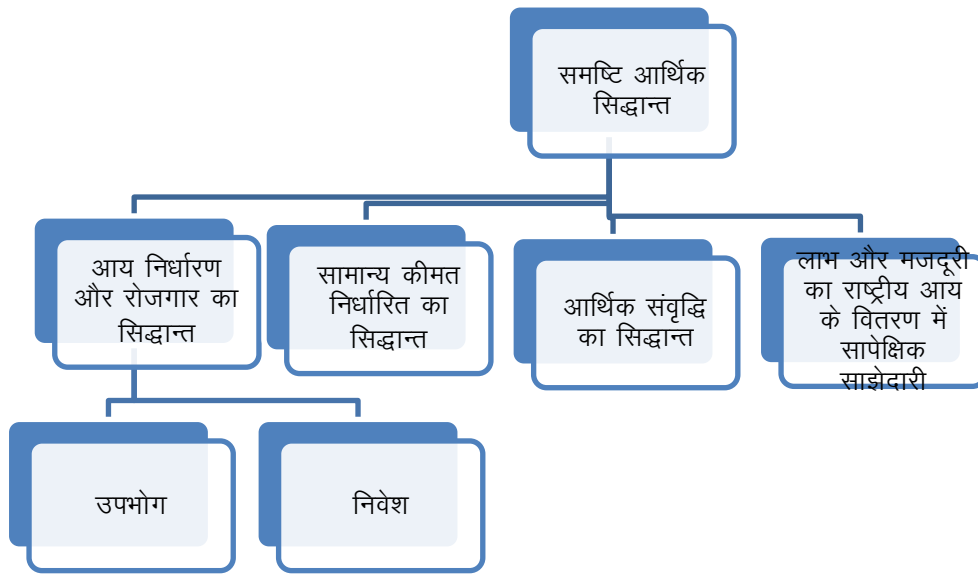 समष्टि आर्थिक
सिद्धान्त
आय निर्धारण
और रोजगार का
सिद्धान्त
सामान्य कीमत
निर्धारित का
सिद्धान्त
आर्थिक संवृद्धि
का सिद्धान्त
लाभ और मजदूरी
का राष्ट्रीय आय
के वितरण में
सापेक्षिक
साझेदारी
उपभोग
निवेश